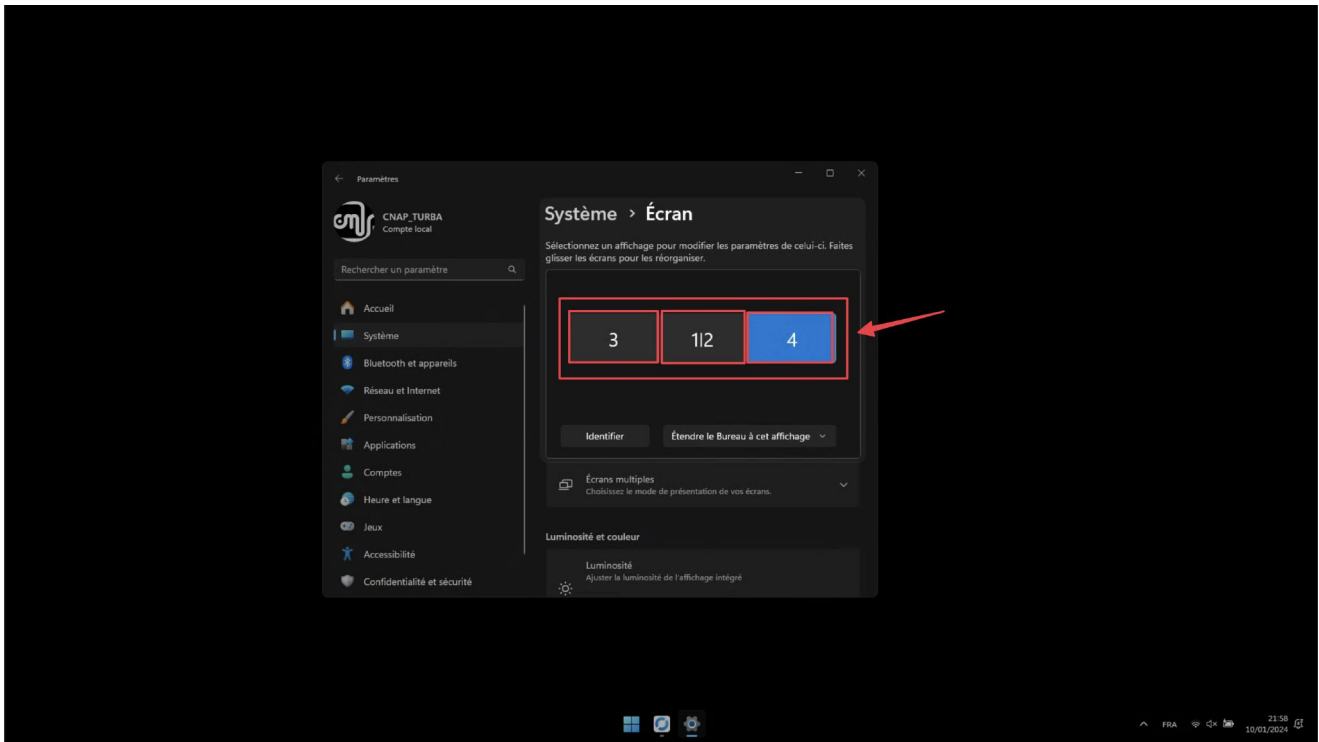 Paramètres
CNAP_TURBA
Compte local
Rechercher un paramètre
Accueil
Système
Bluetooth et appareils
Réseau et Internet
Personnalisation
Applications
Comptes
Heure et langue
Jeux
Accessibilité
Confidentialité et sécurité
Système > Écran
Sélectionnez un affichage pour modifier les paramètres de celui-ci. Faites
glisser les écrans pour les réorganiser.
3
1|2
4
Identifier
Étendre le Bureau à cet affichage
Écrans multiples
Choisissez le mode de présentation de vos écrans.
Luminosité et couleur
Luminosité
Ajuster la luminosité de l'affichage intégré
FRA
21:58
10/01/2024